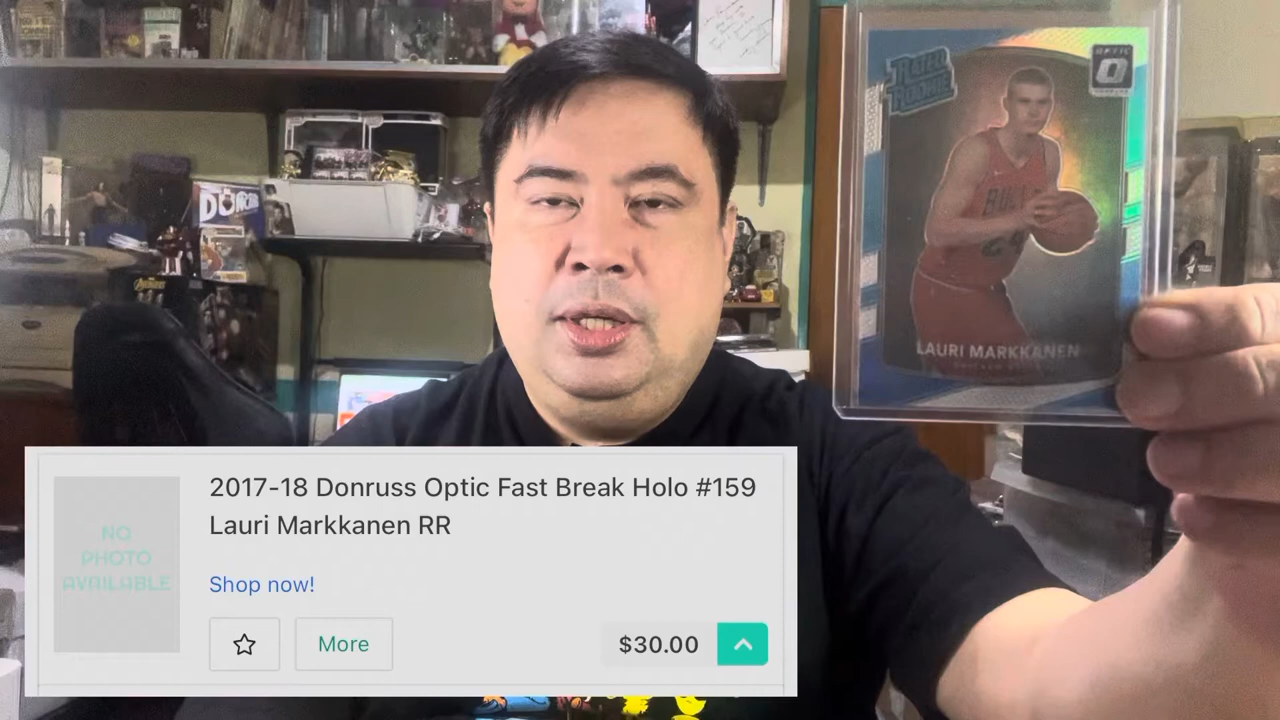 RATED
ROOKIE
OPTIC
BULLS
LAURI MARKKANEN
2017-18 Donruss Optic Fast Break Holo #159
Lauri Markkanen RR
NO
PHOTO
AVAILABLE
Shop now!
More
$30.00